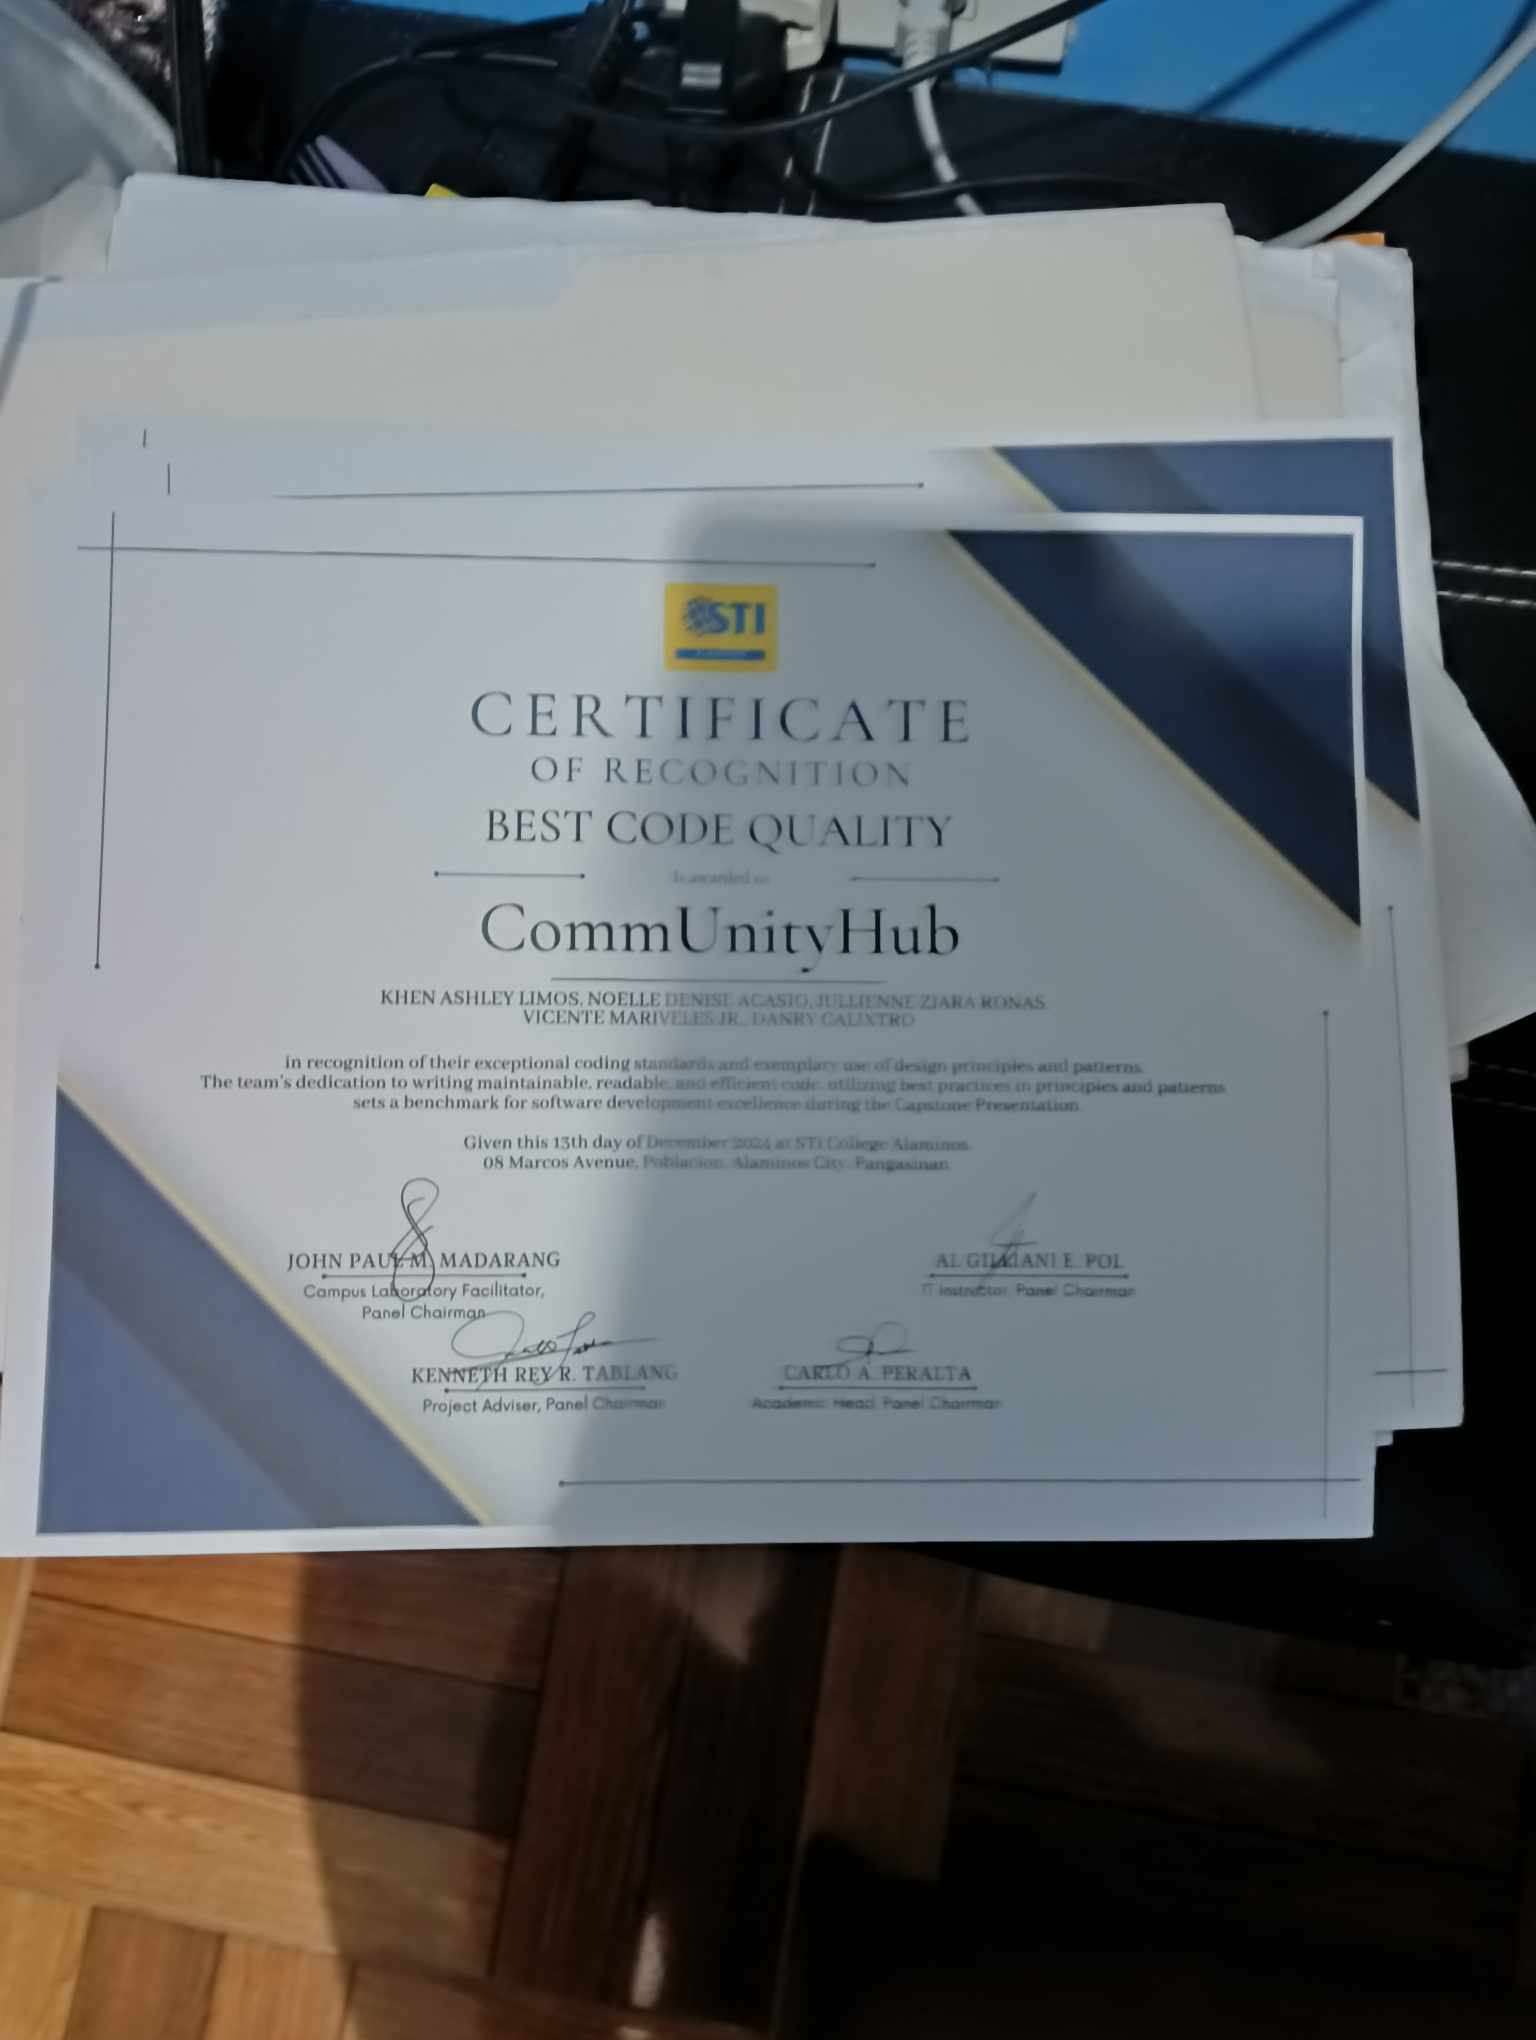 STI
CERTIFICATE
OF RECOGNITION
BEST CODE QUALITY
is awarded to
CommUnityHub
KHEN ASHLEY LIMOS, NOELLE DENISE ACASIO, JULLIENNE ZIARA RONAS
VICENTE MARIVELES JR., DANRY CALIXTRO
in recognition of their exceptional coding standards and exemplary use of design principles and patterns.
The team's dedication to writing maintainable, readable, and efficient code, utilizing best practices in principles and patterns
sets a benchmark for software development excellence during the Capstone Presentation.
Given this 13th day of December 2024 at STI College Alaminos.
08 Marcos Avenue, Poblacion, Alaminos City, Pangasinan
JOHN PAUL M. MADARANG
AL E. POL
Campus Laboratory Facilitator,
Panel Chairman
IT Instructor, Panel Chairman
KENNETH REY R. TABLANG
CARLO A. PERALTA
Project Adviser, Panel Chairman
Academic Head, Panel Chairman